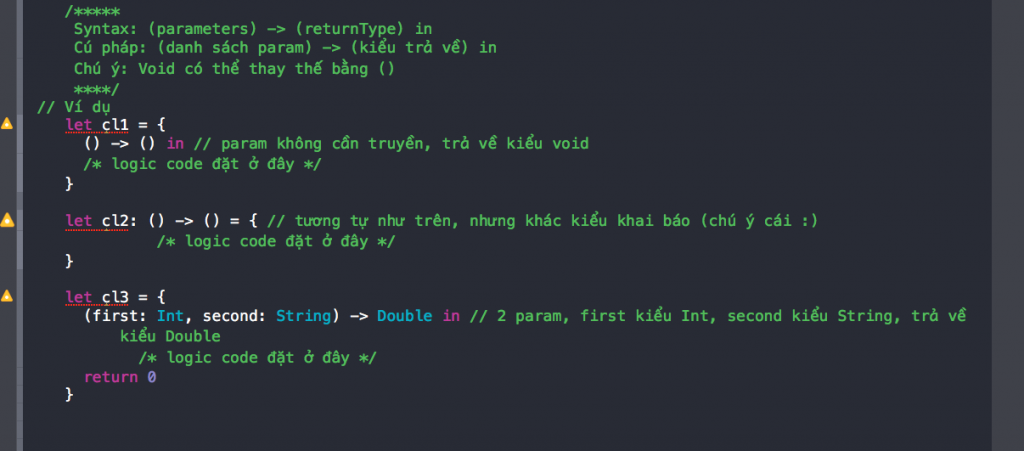 /*****
Syntax: (parameters) -> (returnType) in
Cú pháp: (danh sách param) -> (kiểu trả về) in
Chú ý: Void có thể thay thế bằng ()
****/
// Ví dụ
let cl1 = {
() -> () in // param không cần truyền, trả về kiểu void
/* logic code đặt ở đây */
}
let cl2: () -> () = { // tương tự như trên, nhưng khác kiểu khai báo (chú ý cái :)
/* logic code đặt ở đây */
}
let cl3 = {
(first: Int, second: String) -> Double in // 2 param, first kiểu Int, second kiểu String, trả về
kiểu Double
/* logic code đặt ở đây */
return 0
}